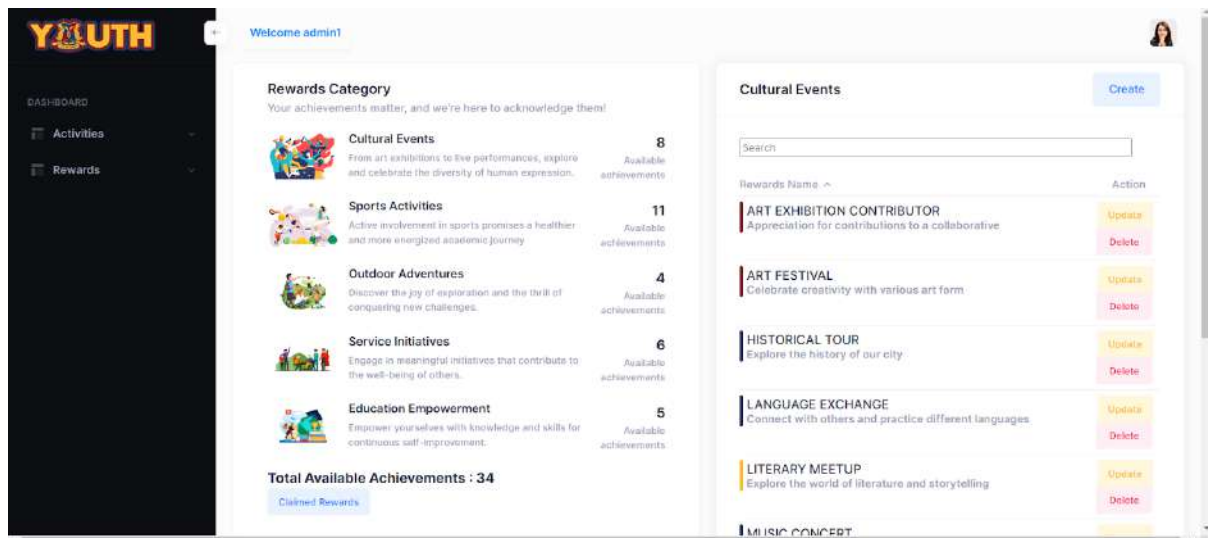 YOUTH
Welcome admin1
DASHBOARD
Activities
Rewards
Rewards Category
Your achievements matter, and we're here to acknowledge them!
Cultural Events
From art exhibitions to live performances, explore
and celebrate the diversity of human expression.
8
Available
achievements
Sports Activities
Active involvement in sports promises a healthier
and more energized academic journey
11
Available
achievements
Outdoor Adventures
Discover the joy of exploration and the thrill of
conquering new challenges.
4
Available
achievements
Service Initiatives
Engage in meaningful initiatives that contribute to
the well-being of others.
6
Available
achievements
Education Empowerment
Empower yourselves with knowledge and skills for
continuous self-improvement.
5
Available
achievements
Total Available Achievements : 34
Claimed Rewards
Cultural Events
Create
Search
Rewards Name
Action
ART EXHIBITION CONTRIBUTOR
Appreciation for contributions to a collaborative
Update
Delete
ART FESTIVAL
Celebrate creativity with various art form
Update
Delete
HISTORICAL TOUR
Explore the history of our city
Update
Delete
LANGUAGE EXCHANGE
Connect with others and practice different languages
Update
Delete
LITERARY MEETUP
Explore the world of literature and storytelling
Update
Delete
MUSIC CONCERT